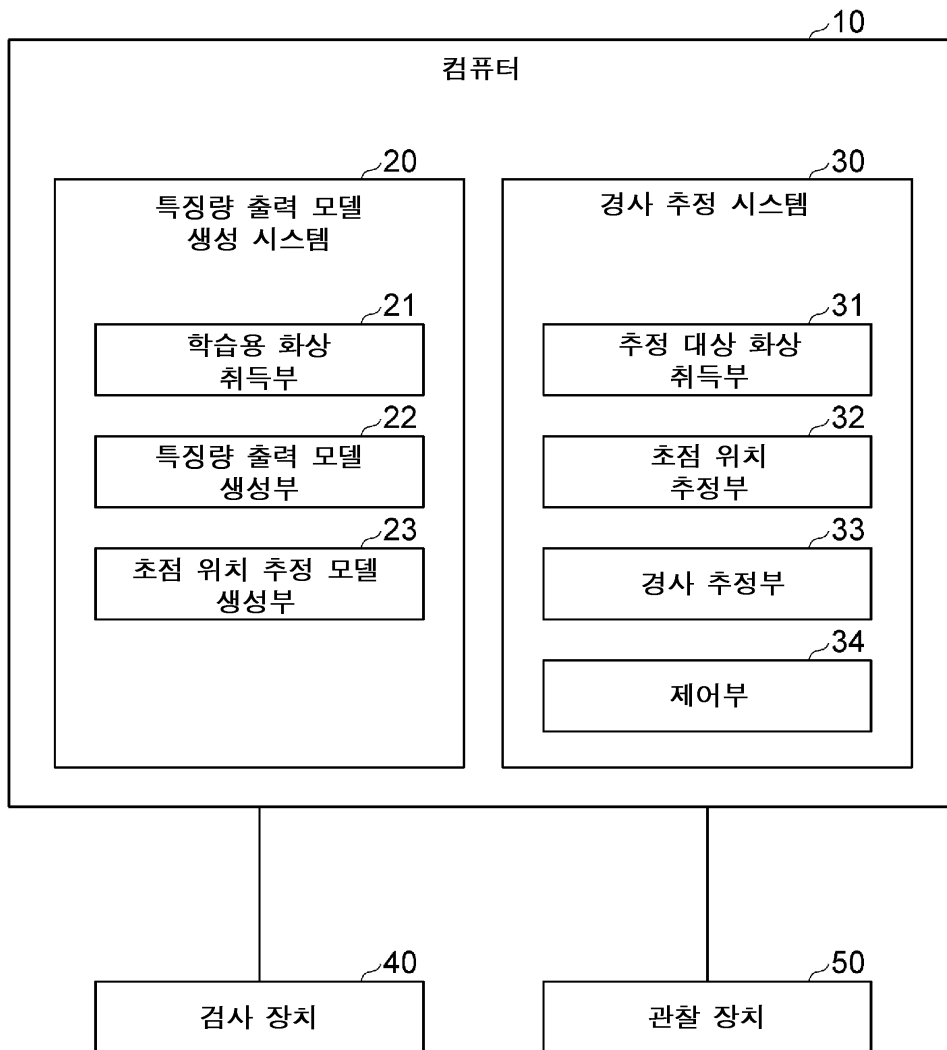 10
컴퓨터
20
특징량 출력 모델
생성 시스템
21
학습용 화상
취득부
22
특징량 출력 모델
생성부
23
초점 위치 추정 모델
생성부
30
경사 추정 시스템
31
추정 대상 화상
취득부
32
초점 위치
추정부
33
경사 추정부
34
제어부
40
검사 장치
50
관찰 장치